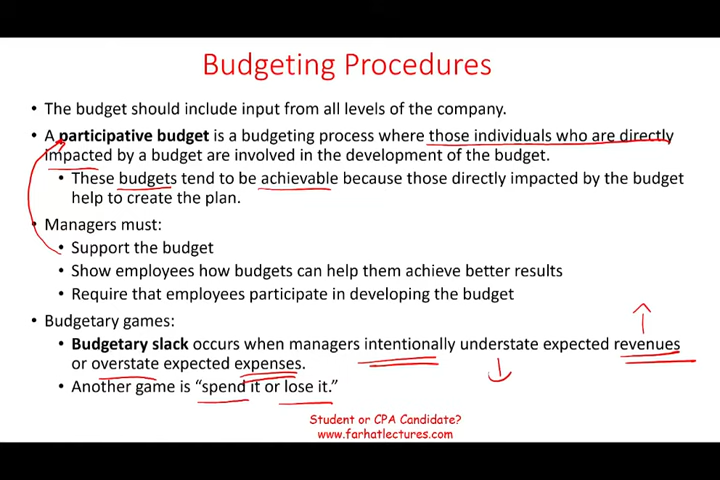 Budgeting Procedures
• The budget should include input from all levels of the company.
• A participative budget is a budgeting process where those individuals who are directly
impacted by a budget are involved in the development of the budget.
• These budgets tend to be achievable because those directly impacted by the budget
help to create the plan.
• Managers must:
• Support the budget
• Show employees how budgets can help them achieve better results
• Require that employees participate in developing the budget
• Budgetary games:
• Budgetary slack occurs when managers intentionally understate expected revenues
or overstate expected expenses.
• Another game is “spend it or lose it.”
Student or CPA Candidate?
www.farhatlectures.com